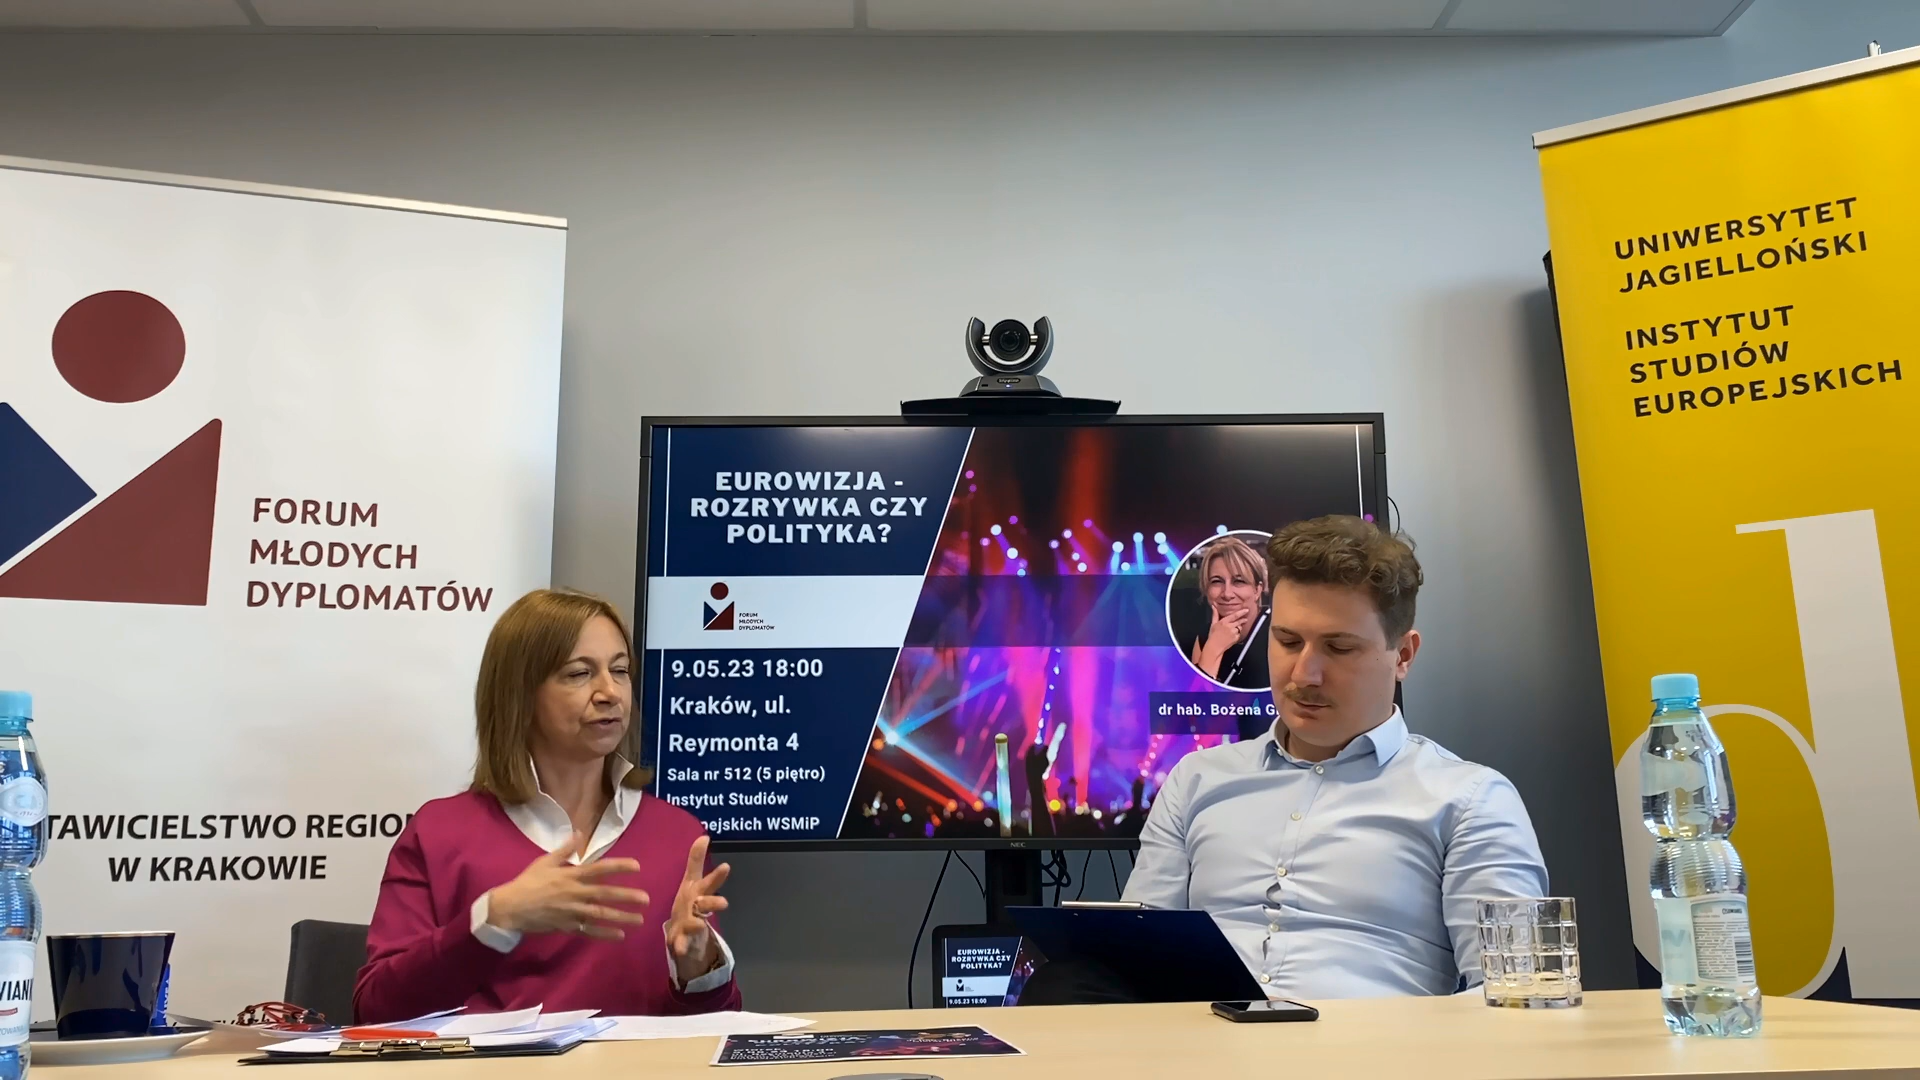 FORUM
MŁODYCH
DYPLOMATÓW
TAWICIELSTWO REGION
W KRAKOWIE
EUROWIZJA -
ROZRYWKA CZY
POLITYKA?
FORUM
MŁODYCH
DYPLOMATÓW
9.05.23 18:00
Kraków, ul.
Reymonta 4
Sala nr 512 (5 piętro)
Instytut Studiów
pejskich WSMiP
dr hab. Bożena G
NEC
UNIWERSYTET
JAGIELLOŃSKI
INSTYTUT
STUDIÓW
EUROPEJSKICH
d
EUROWIZJA -
ROZRYWKA CZY
POLITYKA?
9.05.23 18:00